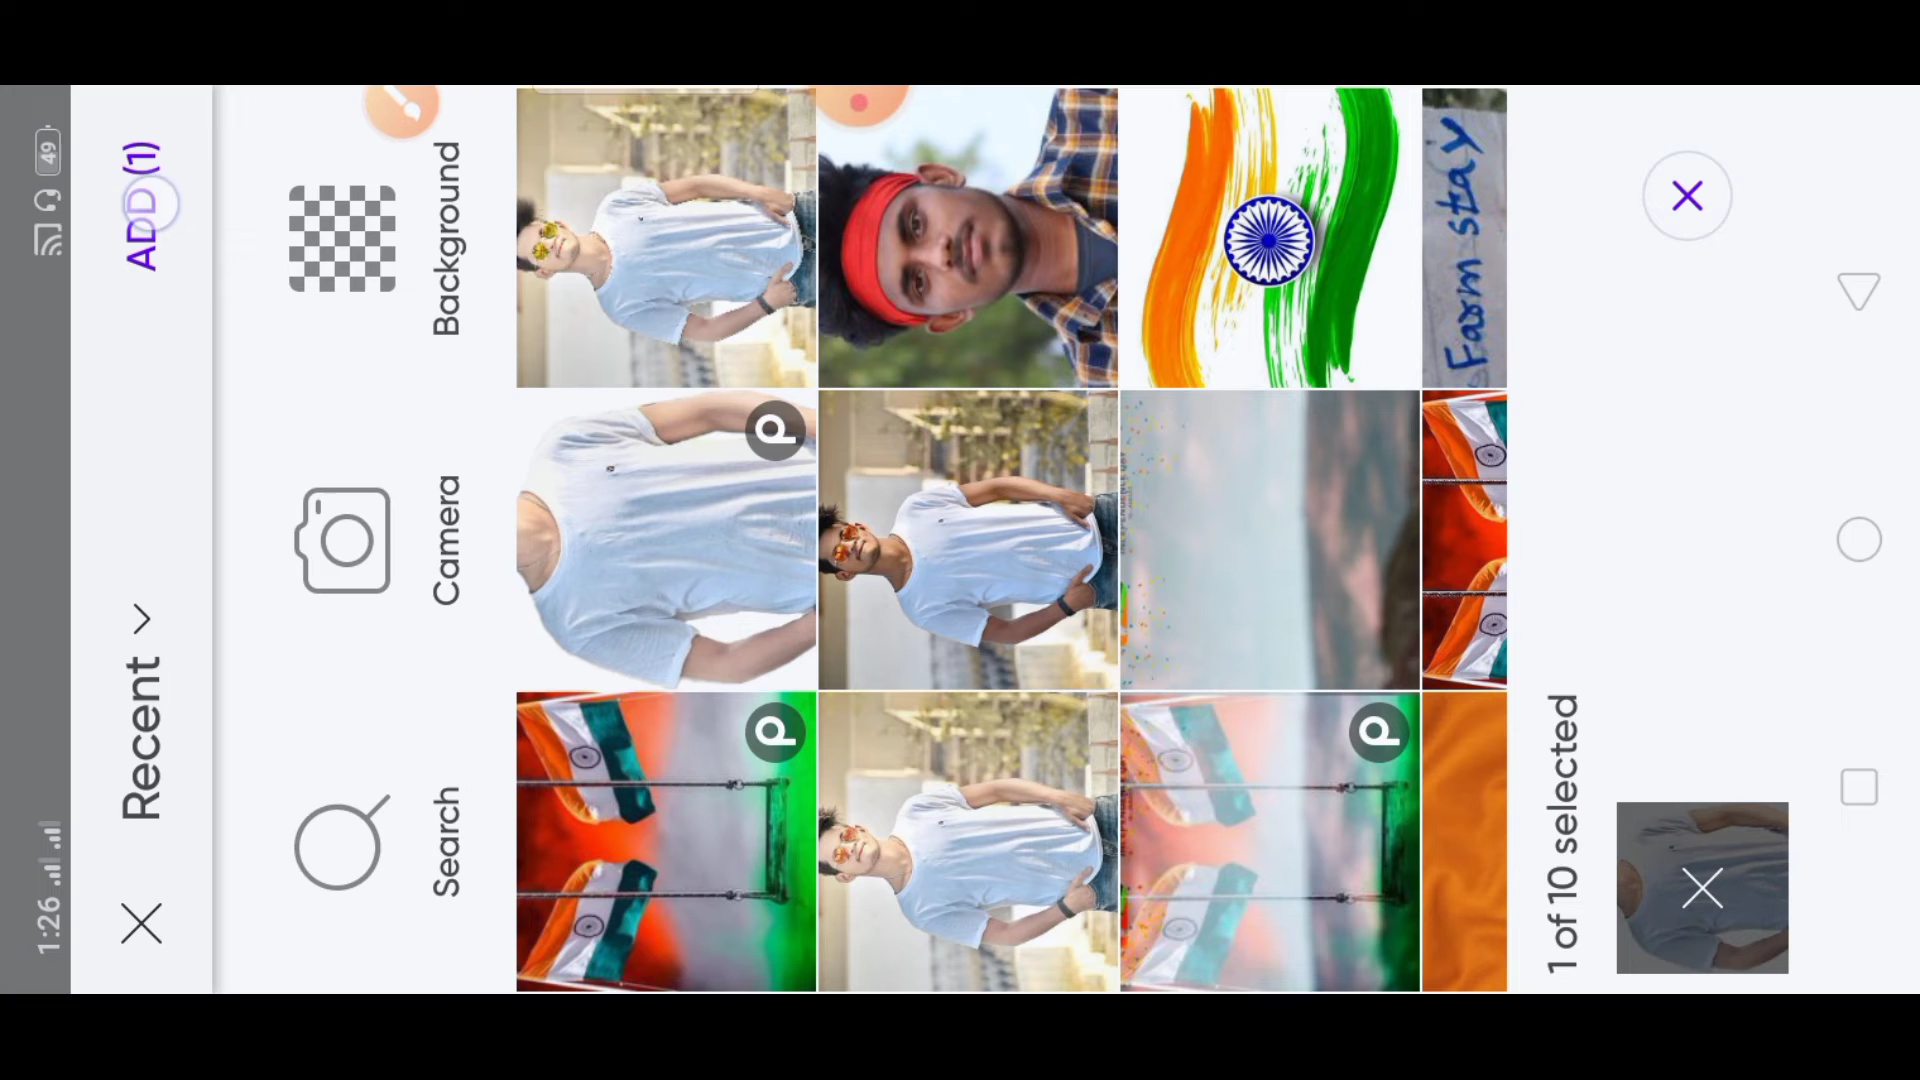 1:26
49
Recent
ADD (1)
Search
Camera
Background
Farm stay
1 of 10 selected